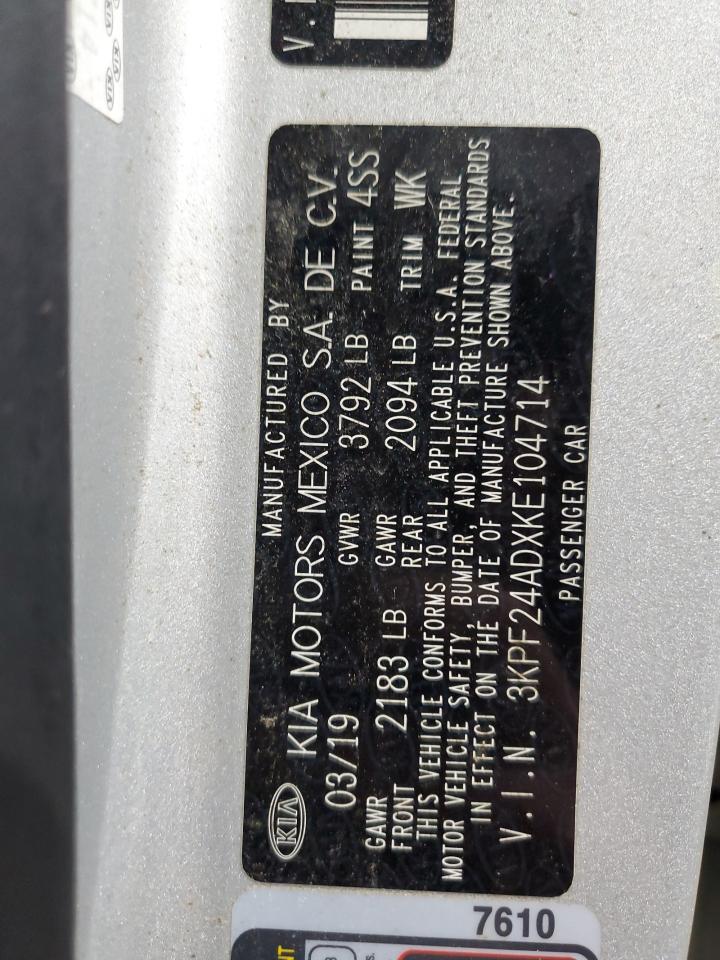 KIA
MANUFACTURED BY
KIA MOTORS MEXICO S.A. DE C.V.
03/19 GVWR 3792 LB PAINT 4SS
GAWR FRONT 2183 LB GAWR REAR 2094 LB TRIM WK
THIS VEHICLE CONFORMS TO ALL APPLICABLE U.S.A. FEDERAL
MOTOR VEHICLE SAFETY, BUMPER, AND THEFT PREVENTION STANDARDS
IN EFFECT ON THE DATE OF MANUFACTURE SHOWN ABOVE.
V.I.N. 3KPF24ADXKE104714
PASSENGER CAR
7610
KIA
KIA